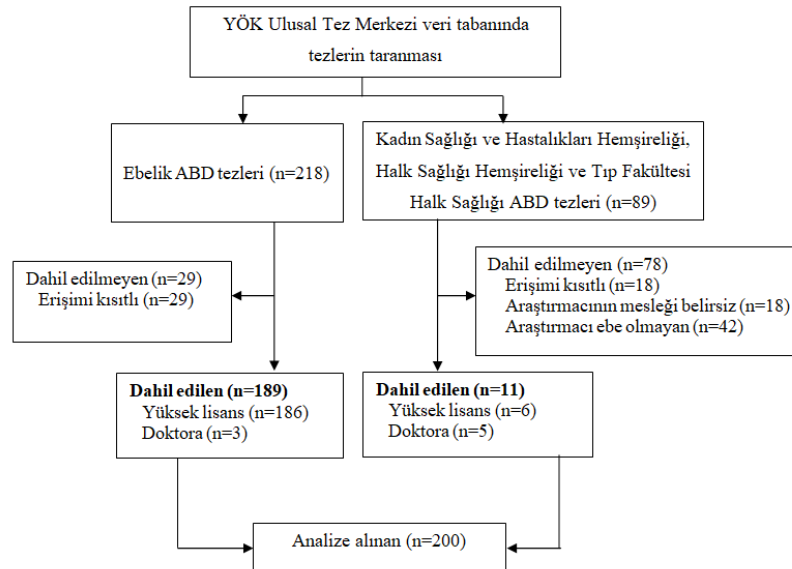 YÖK Ulusal Tez Merkezi veri tabanında
tezlerin taranması
Ebelik ABD tezleri (n=218)
Kadın Sağlığı ve Hastalıkları Hemşireliği,
Halk Sağlığı Hemşireliği ve Tıp Fakültesi
Halk Sağlığı ABD tezleri (n=89)
Dahil edilmeyen (n=29)
Erişimi kısıtlı (n=29)
Dahil edilmeyen (n=78)
Erişimi kısıtlı (n=18)
Araştırmacının mesleği belirsiz (n=18)
Araştırmacı ebe olmayan (n=42)
Dahil edilen (n=189)
Yüksek lisans (n=186)
Doktora (n=3)
Dahil edilen (n=11)
Yüksek lisans (n=6)
Doktora (n=5)
Analize alınan (n=200)